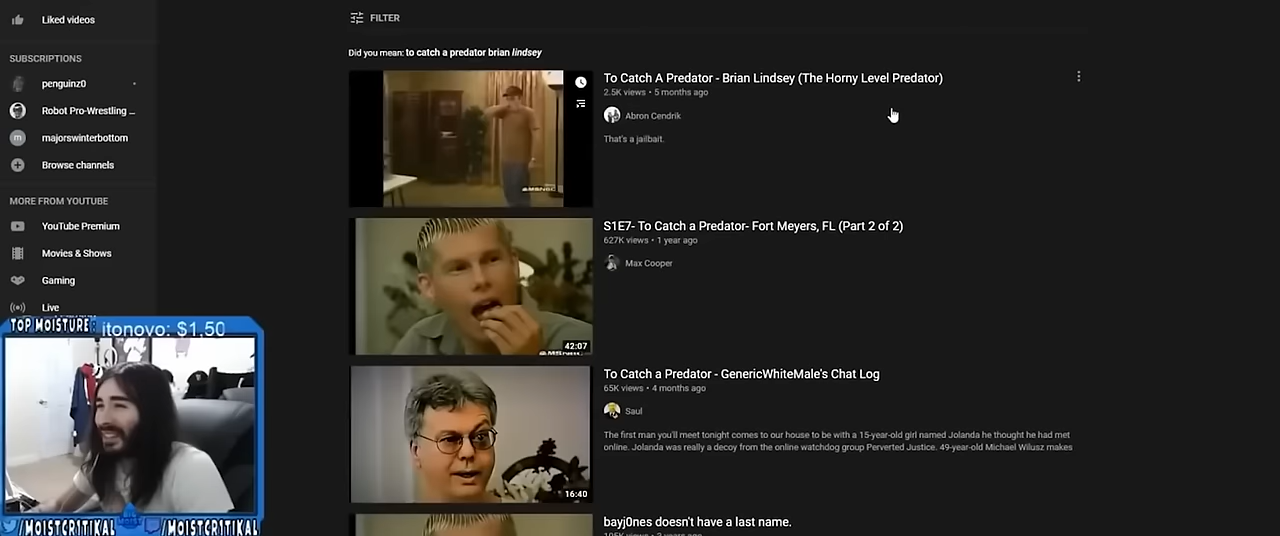 Liked videos
SUBSCRIPTIONS
penguinz0
Robot Pro-Wrestling ...
m majorswinterbottom
Browse channels
MORE FROM YOUTUBE
YouTube Premium
Movies & Shows
Gaming
Live
TOP MOISTURE: itonovo: $1,50
/MOISTCR1TIKAL /MOISTCR1TIKAL
FILTER
Did you mean: to catch a predator brian lindsey
To Catch A Predator - Brian Lindsey (The Horny Level Predator)
2.5K views • 5 months ago
Abron Cendrik
That's a jailbait.
MSNBC
S1E7- To Catch a Predator- Fort Meyers, FL (Part 2 of 2)
627K views • 1 year ago
Max Cooper
42:07
To Catch a Predator - GenericWhiteMale's Chat Log
65K views • 4 months ago
Saul
The first man you'll meet tonight comes to our house to be with a 15-year-old girl named Jolanda he thought he had met
online. Jolanda was really a decoy from the online watchdog group Perverted Justice. 49-year-old Michael Wilusz makes
16:40
bayj0nes doesn't have a last name.